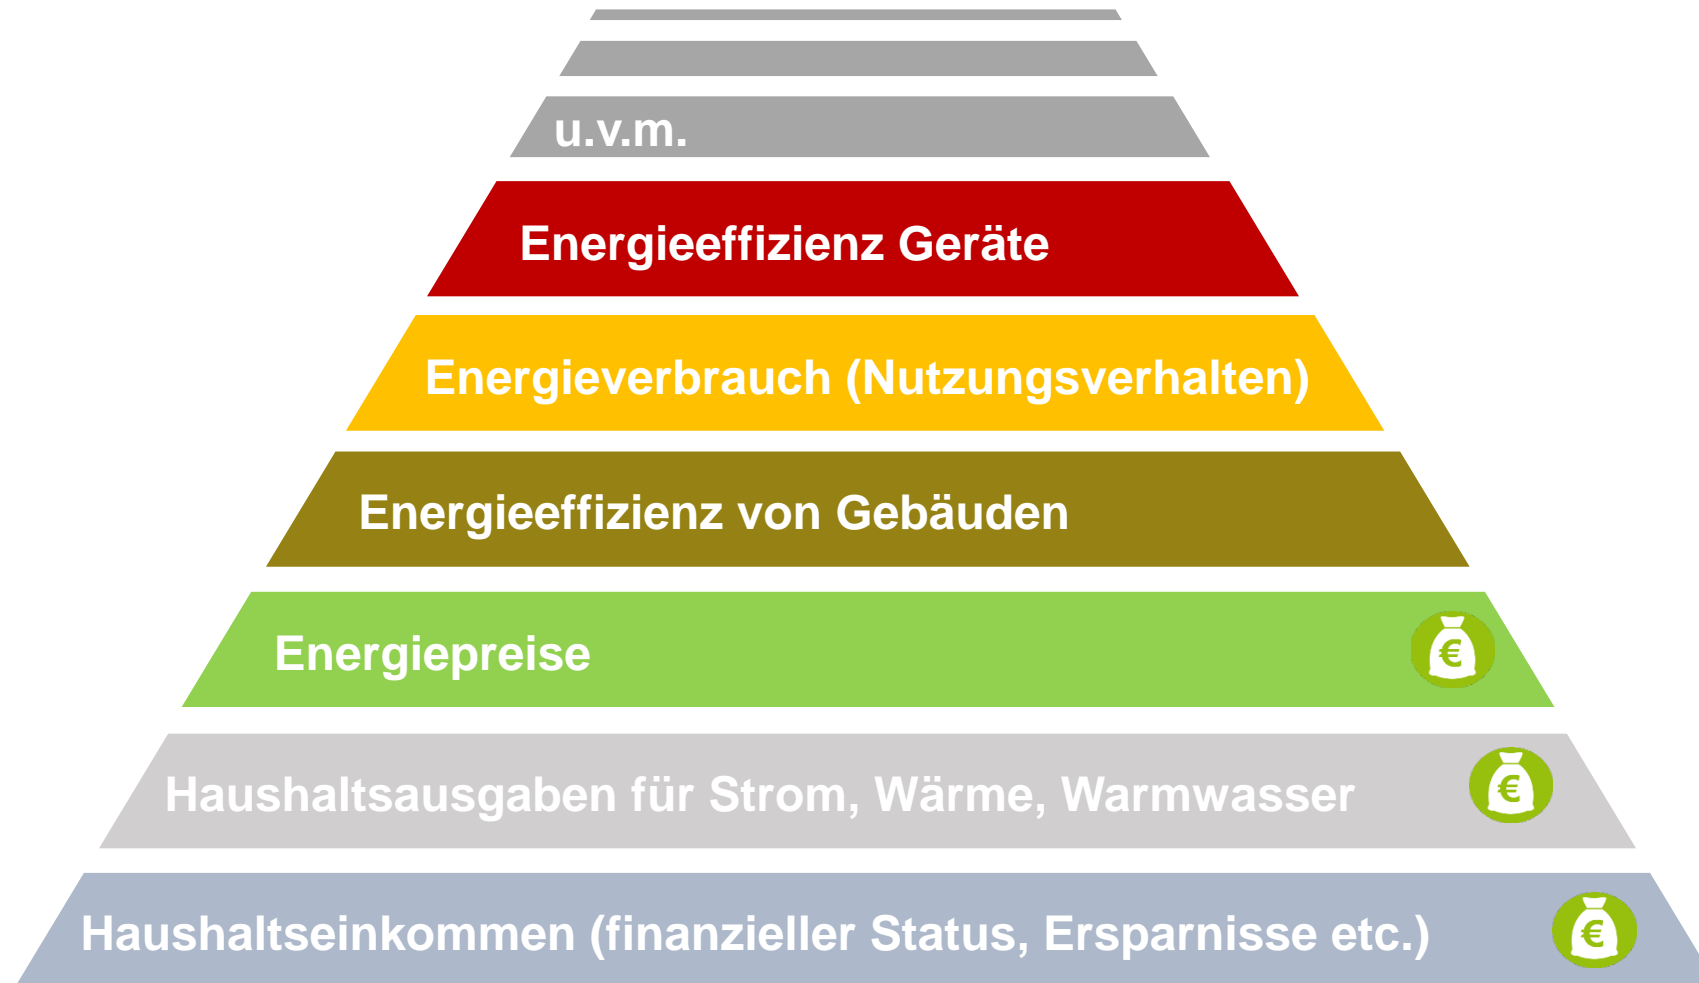 u.v.m.
Energieeffizienz Geräte
Energieverbrauch (Nutzungsverhalten)
Energieeffizienz von Gebäuden
Energiepreise €
Haushaltsausgaben für Strom, Wärme, Warmwasser €
Haushaltseinkommen (finanzieller Status, Ersparnisse etc.) €